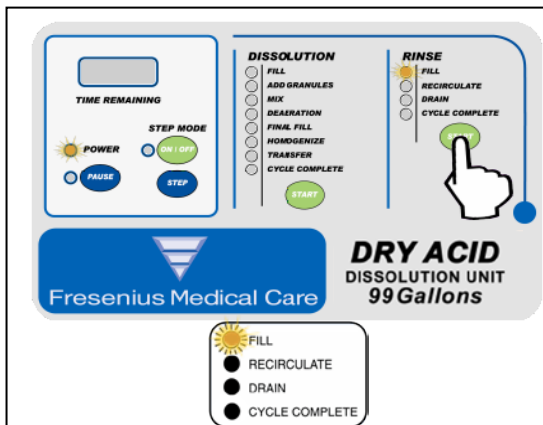 TIME REMAINING
STEP MODE
POWER
ON / OFF
PAUSE
STEP
DISSOLUTION
FILL
ADD GRANULES
MIX
DEAERATION
FINAL FILL
HOMOGENIZE
TRANSFER
CYCLE COMPLETE
START
RINSE
FILL
RECIRCULATE
DRAIN
CYCLE COMPLETE
START
Fresenius Medical Care
DRY ACID
DISSOLUTION UNIT
99Gallons
FILL
RECIRCULATE
DRAIN
CYCLE COMPLETE